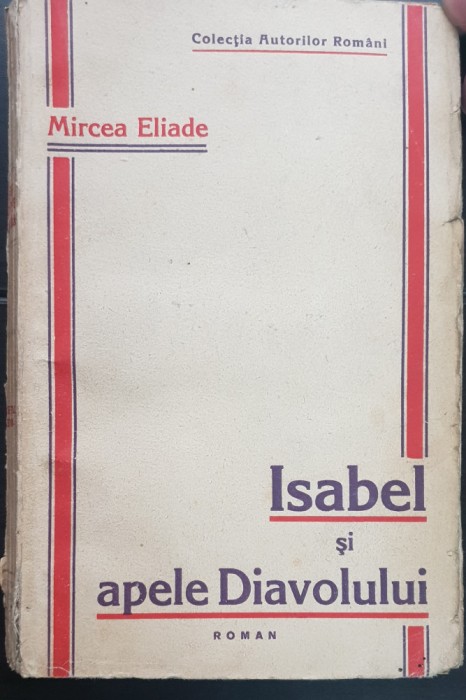 Colecția Autorilor Români
Mircea Eliade
Isabel
și
apele Diavolului
ROMAN